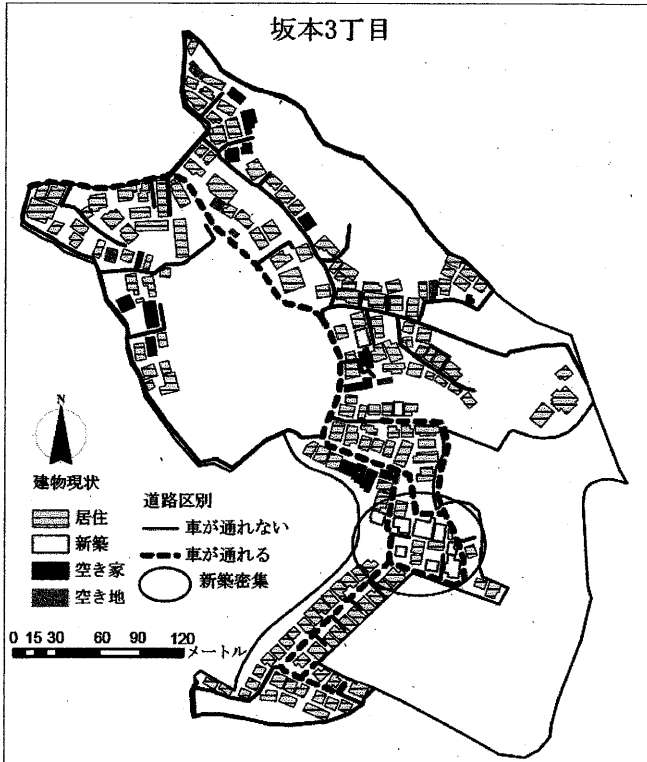 坂本3丁目
N
建物現状
居住
新築
空き家
空き地
道路区別
車が通れない
車が通れる
新築密集
0 15 30 60 90 120
メートル